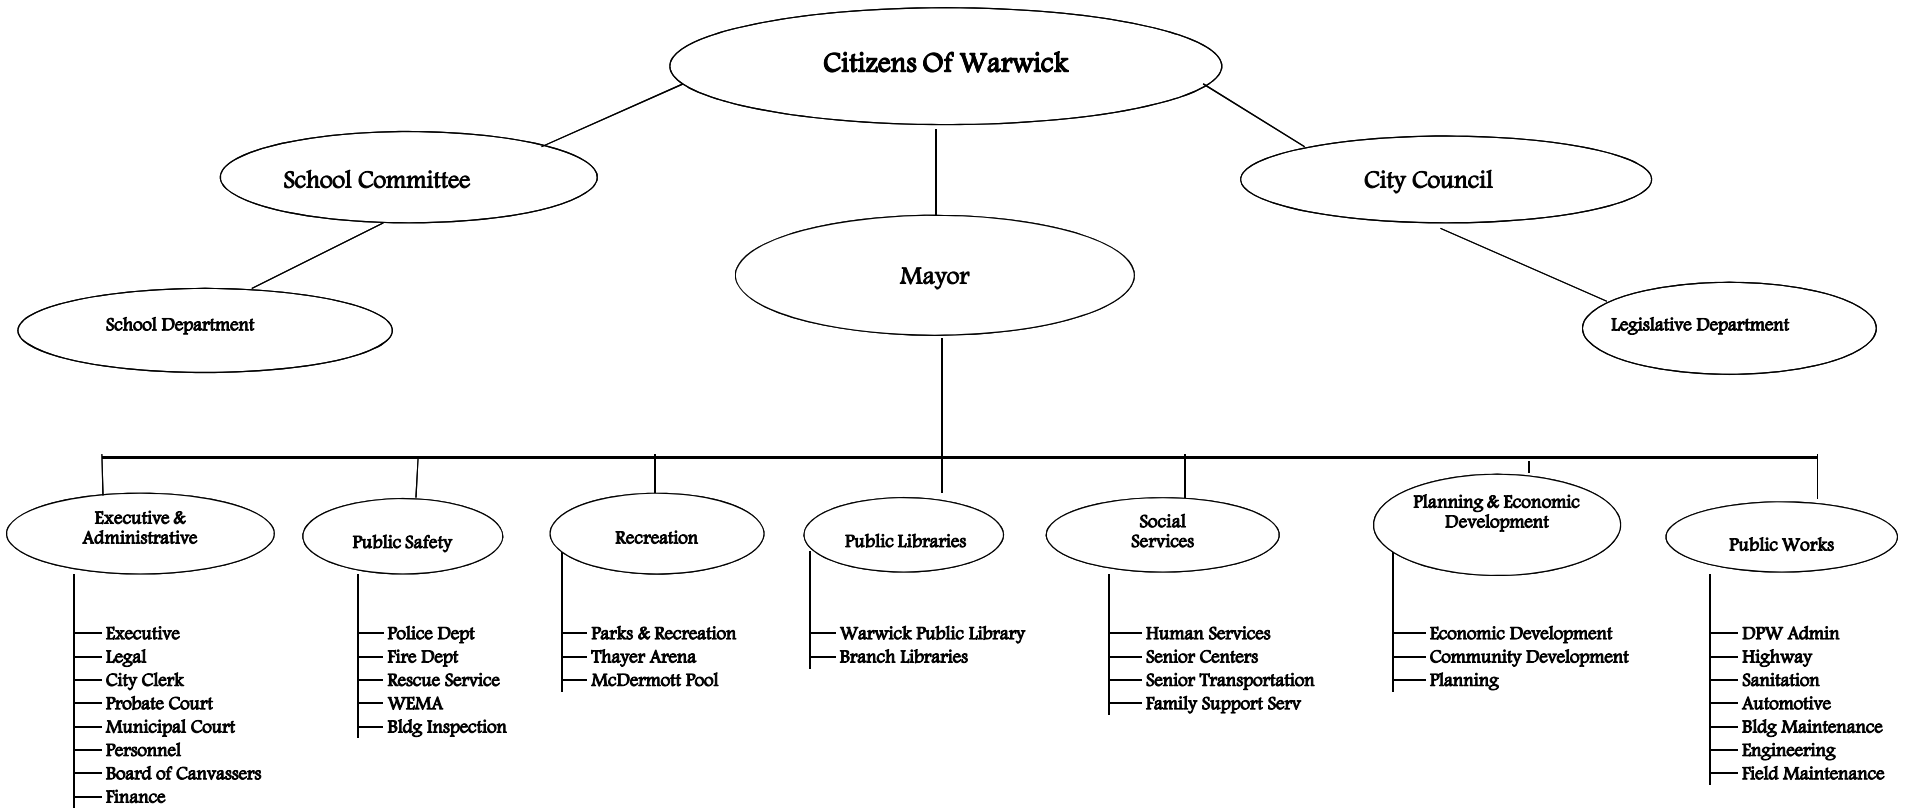 Citizens Of Warwick
School Committee
City Council
Mayor
School Department
Legislative Department
Executive &
Administrative
Public Safety
Recreation
Public Libraries
Social
Services
Planning & Economic
Development
Public Works
Executive
Legal
City Clerk
Probate Court
Municipal Court
Personnel
Board of Canvassers
Finance
Police Dept
Fire Dept
Rescue Service
WEMA
Bldg Inspection
Parks & Recreation
Thayer Arena
McDermott Pool
Warwick Public Library
Branch Libraries
Human Services
Senior Centers
Senior Transportation
Family Support Serv
Economic Development
Community Development
Planning
DPW Admin
Highway
Sanitation
Automotive
Bldg Maintenance
Engineering
Field Maintenance